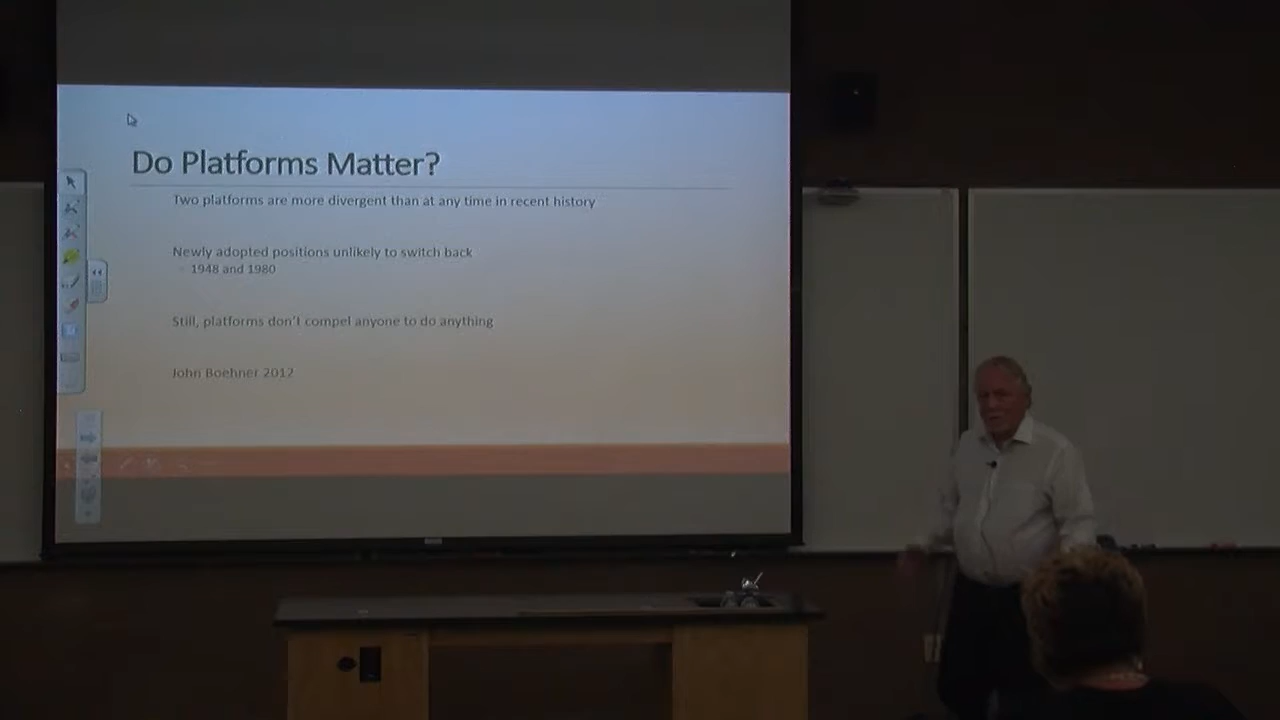 Do Platforms Matter?
Two platforms are more divergent than at any time in recent history
Newly adopted positions unlikely to switch back
1948 and 1980
Still, platforms don't compel anyone to do anything
John Boehner 2012